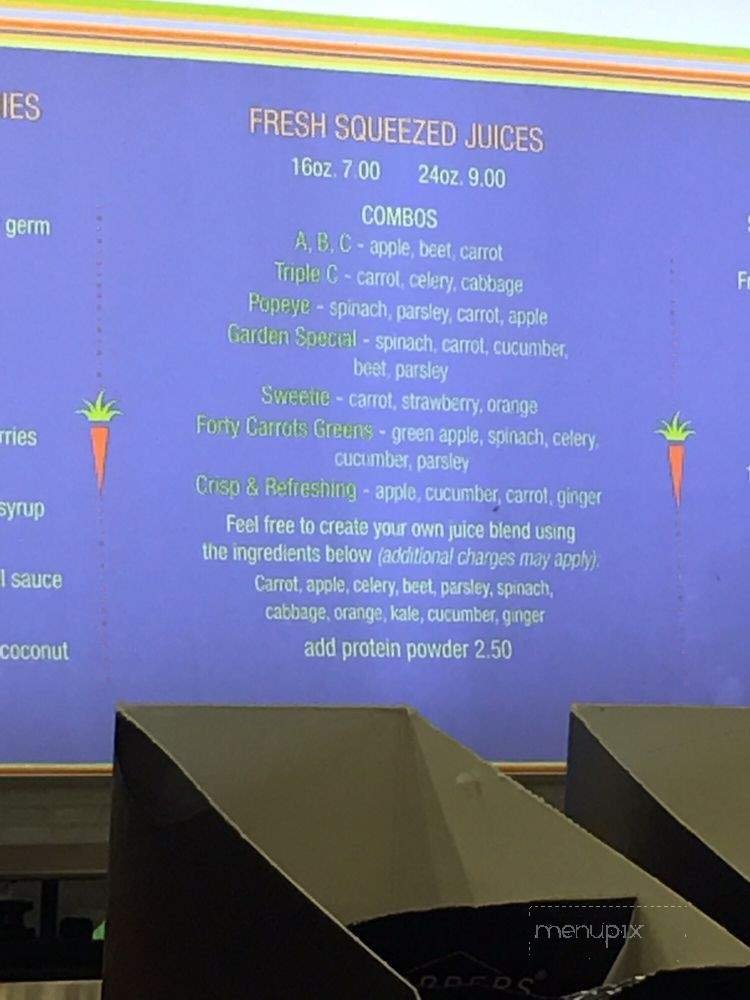 IES
germ
rries
syrup
l sauce
coconut
FRESH SQUEEZED JUICES
16oz. 7.00 24oz. 9.00
COMBOS
A, B, C - apple, beet, carrot
Triple C - carrot, celery, cabbage
Popeye - spinach, parsley, carrot, apple
Garden Special - spinach, carrot, cucumber,
beet, parsley
Sweetie - carrot, strawberry, orange
Forty Carrots Greens - green apple, spinach, celery,
cucumber, parsley
Crisp & Refreshing - apple, cucumber, carrot, ginger
Feel free to create your own juice blend using
the ingredients below (additional charges may apply):
Carrot, apple, celery, beet, parsley, spinach,
cabbage, orange, kale, cucumber, ginger
add protein powder 2.50
Fr
menupix